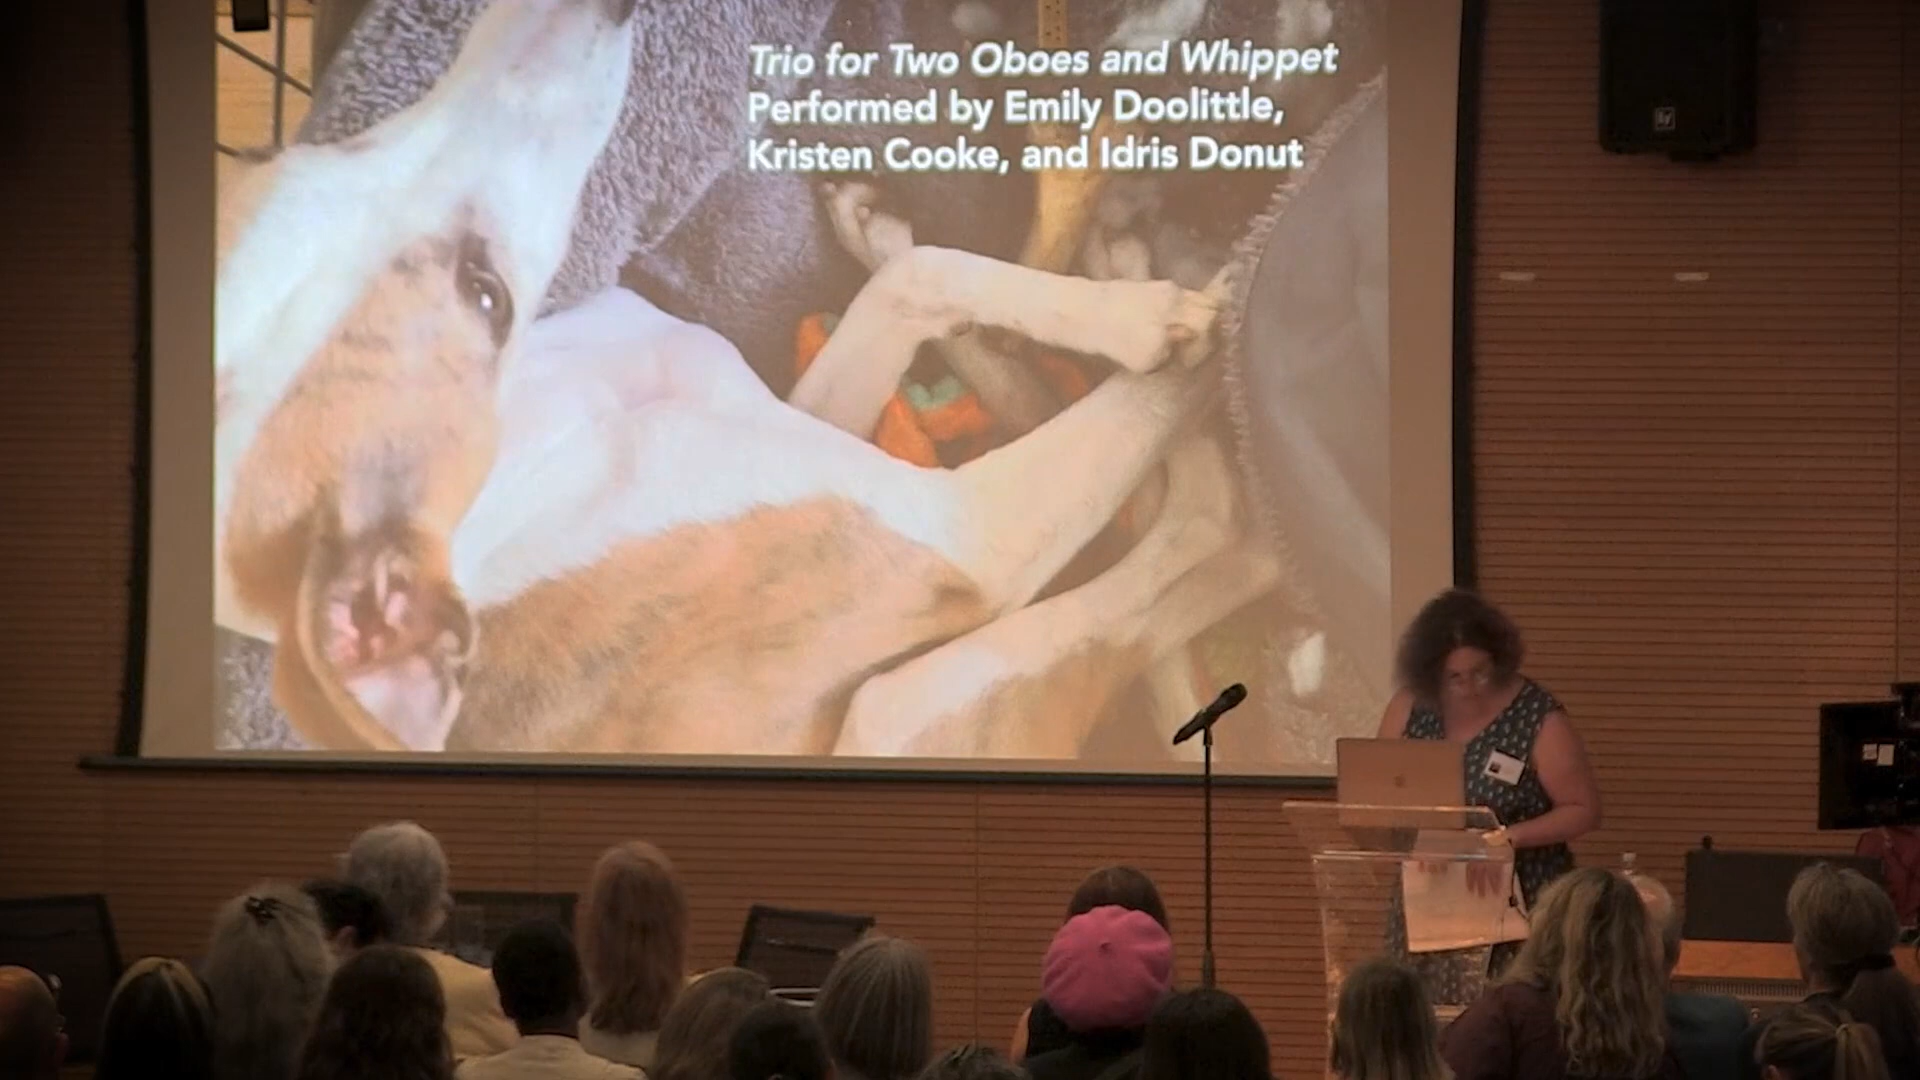 Trio for Two Oboes and Whippet
Performed by Emily Doolittle,
Kristen Cooke, and Idris Donut